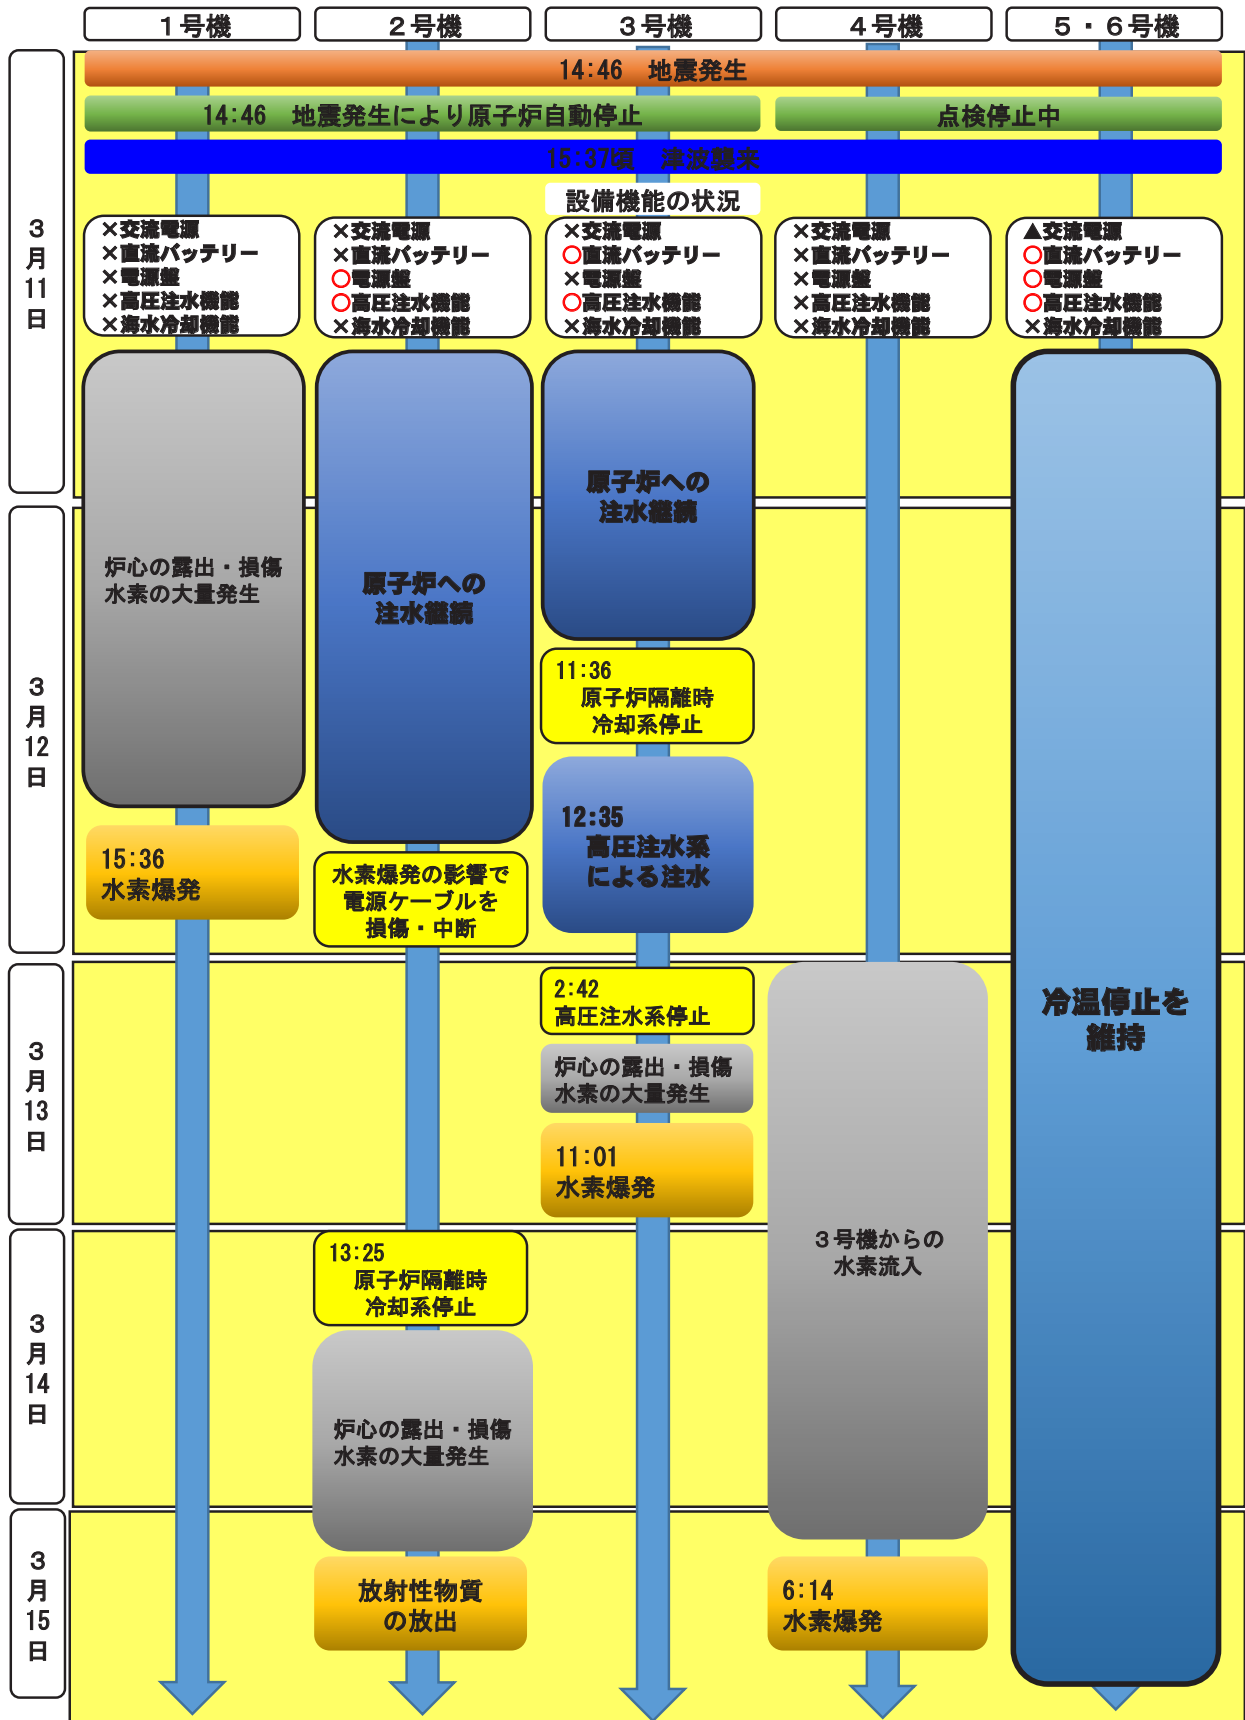 １号機
２号機
３号機
４号機
５・６号機
３月11日
14:46　地震発生
14:46　地震発生により原子炉自動停止
点検停止中
15:37頃　津波襲来
設備機能の状況
×交流電源
×直流バッテリー
×電源盤
×高圧注水機能
×海水冷却機能
×交流電源
×直流バッテリー
○電源盤
○高圧注水機能
×海水冷却機能
×交流電源
○直流バッテリー
×電源盤
○高圧注水機能
×海水冷却機能
×交流電源
×直流バッテリー
×電源盤
×高圧注水機能
×海水冷却機能
▲交流電源
○直流バッテリー
○電源盤
○高圧注水機能
×海水冷却機能
炉心の露出・損傷
水素の大量発生
原子炉への
注水継続
原子炉への
注水継続
３月12日
11:36
原子炉隔離時
冷却系停止
12:35
高圧注水系
による注水
15:36
水素爆発
水素爆発の影響で
電源ケーブルを
損傷・中断
３月13日
2:42
高圧注水系停止
炉心の露出・損傷
水素の大量発生
11:01
水素爆発
冷温停止を
維持
３号機からの
水素流入
３月14日
13:25
原子炉隔離時
冷却系停止
炉心の露出・損傷
水素の大量発生
３月15日
放射性物質
の放出
6:14
水素爆発